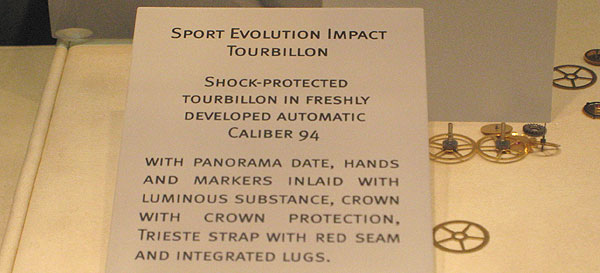 SPORT EVOLUTION IMPACT
TOURBILLON
SHOCK-PROTECTED
TOURBILLON IN FRESHLY
DEVELOPED AUTOMATIC
CALIBER 94
WITH PANORAMA DATE, HANDS
AND MARKERS INLAID WITH
LUMINOUS SUBSTANCE, CROWN
WITH CROWN PROTECTION,
TRIESTE STRAP WITH RED SEAM
AND INTEGRATED LUGS.